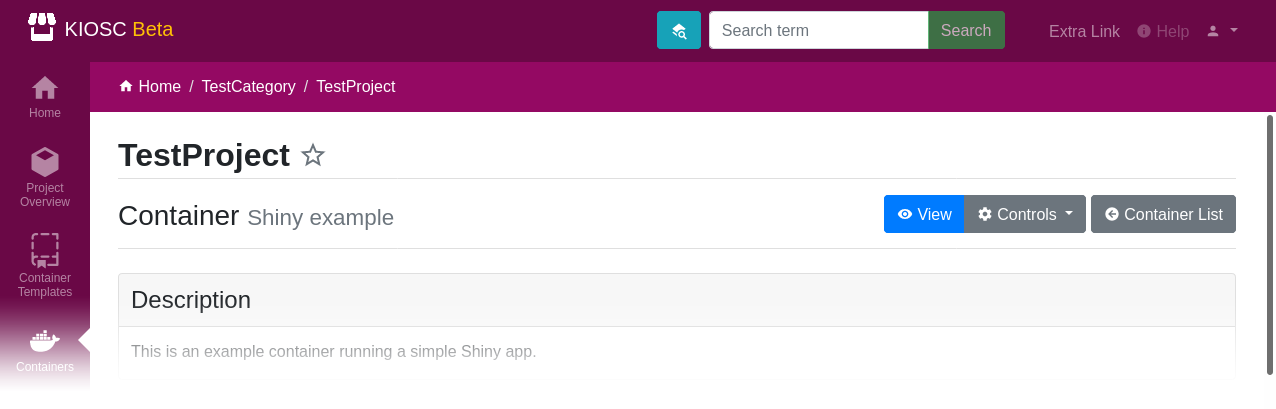 KIOSC Beta
Search term
Search
Extra Link
Help
Home / TestCategory / TestProject
Home
Project
Overview
Container
Templates
Containers
TestProject
Container Shiny example
View
Controls
Container List
Description
This is an example container running a simple Shiny app.